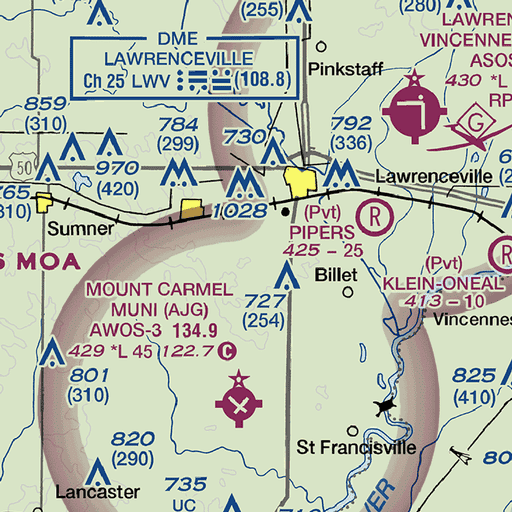 (255)
(280)
DME
LAWRENCEVILLE
Ch 25 LWV (108.8)
Pinkstaff
LAWREN
VINCENNE
ASOS
430 *L
RP
G
859
(310)
784
(299)
730
792
(336)
50
970
(420)
Lawrenceville
765
310)
1028
Sumner
(Pvt)
PIPERS
425 - 25
R
S MOA
Billet
(Pvt)
KLEIN-ONEAL
413 - 10
R
Vincennes
MOUNT CARMEL
MUNI (AJG)
AWOS-3 134.9
429 *L 45 122.7 C
727
(254)
801
(310)
825
(410)
820
(290)
St Francisville
80
Lancaster
735
UC
710
VER